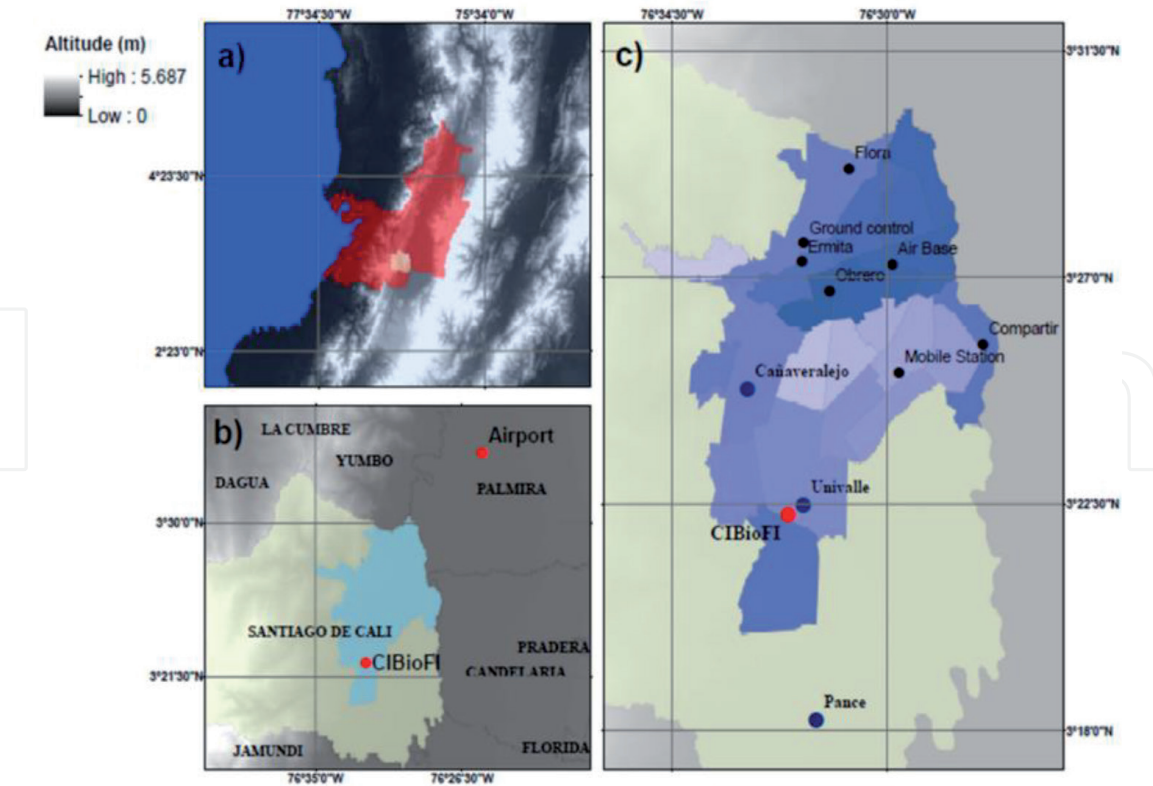 77°34'30"W 75°34'0"W
Altitude (m)
High : 5.687
Low : 0
a)
4°23'30"N
2°23'0"N
b)
LA CUMBRE
YUMBO
DAGUA
Airport
PALMIRA
3°30'0"N
SANTIAGO DE CALI
CIBioFI
PRADERA
CANDELARIA
3°21'30"N
JAMUNDI
FLORIDA
76°35'0"W 76°26'30"W
76°34'30"W 76°30'0"W
c)
3°31'30"N
Flora
Ground control
Ermita
Air Base
Obrero
3°27'0"N
Compartir
Mobile Station
Cañaveralejo
Univalle
3°22'30"N
CIBioFI
Pance
3°18'0"N